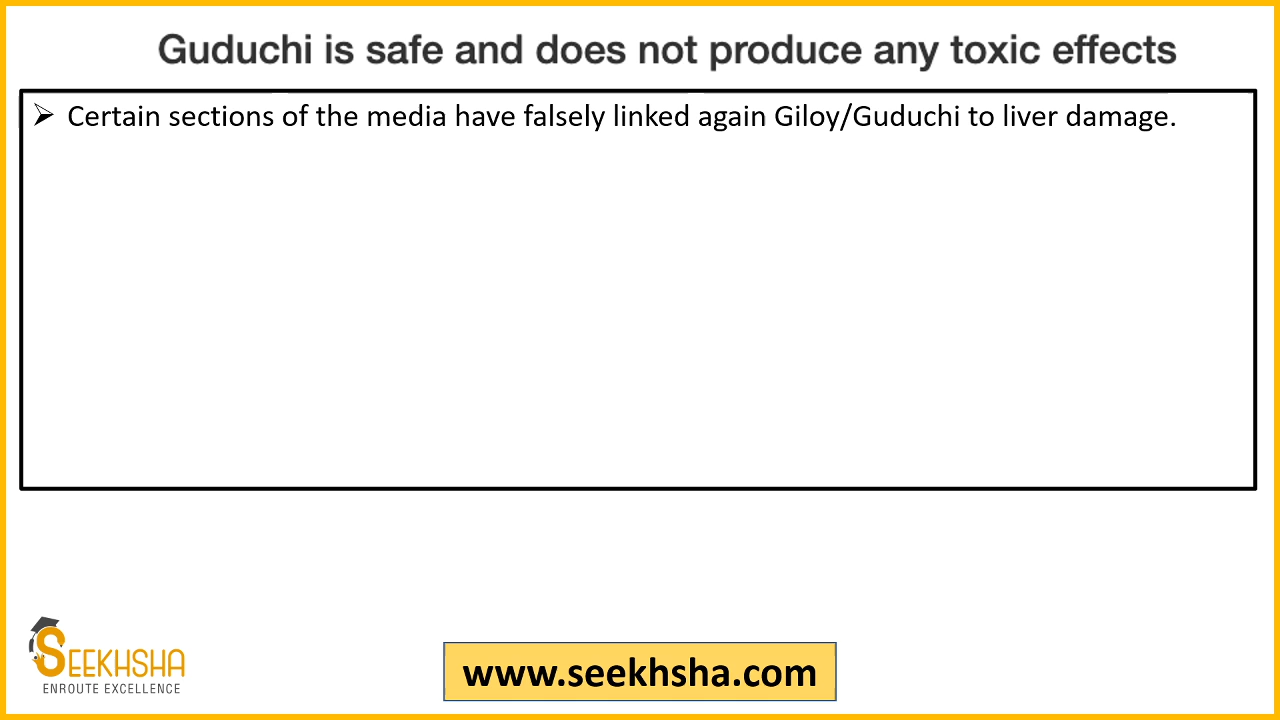 Guduchi is safe and does not produce any toxic effects
➢ Certain sections of the media have falsely linked again Giloy/Guduchi to liver damage.
SEEKHSHA
ENROUTE EXCELLENCE
www.seekhsha.com